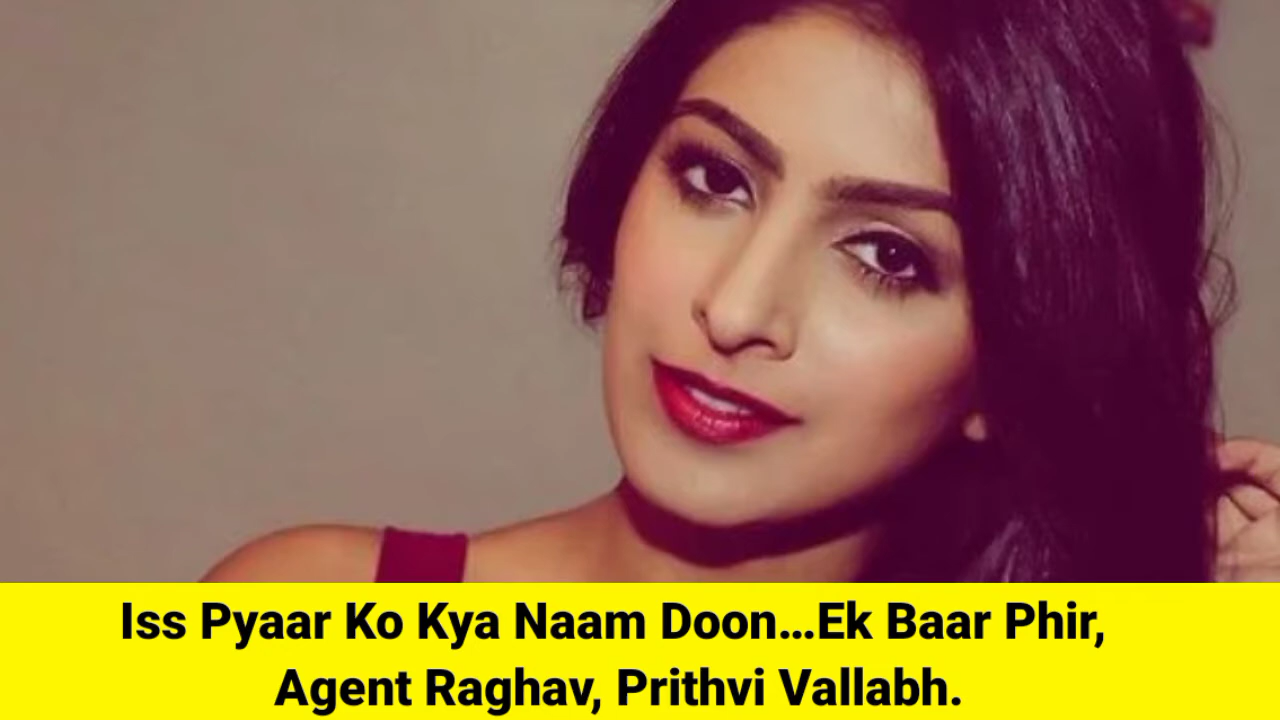 Iss Pyaar Ko Kya Naam Doon...Ek Baar Phir,
Agent Raghav, Prithvi Vallabh.